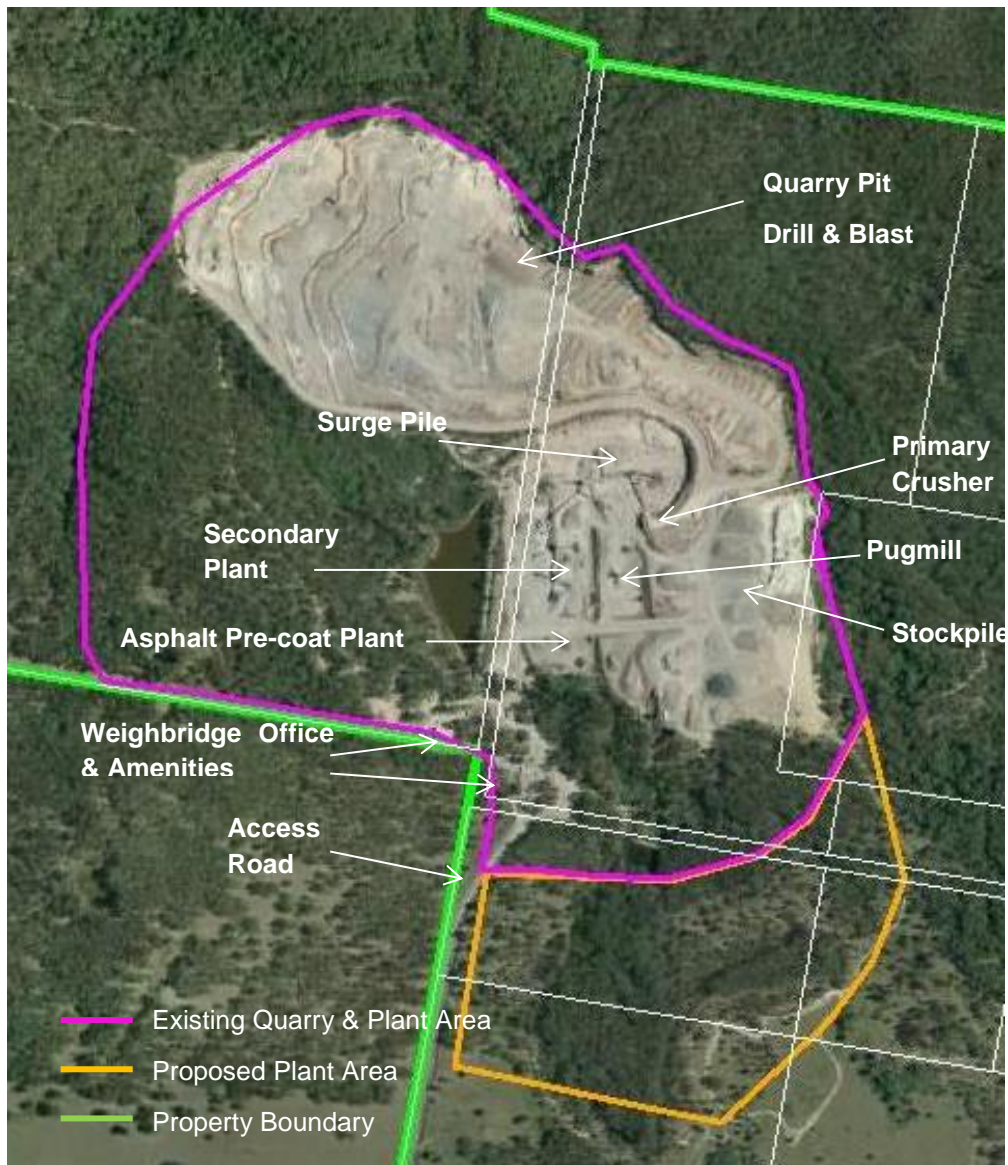 Quarry Pit
Drill & Blast
Surge Pile
Primary
Crusher
Secondary
Plant
Pugmill
Asphalt Pre-coat Plant
Stockpile
Weighbridge Office
& Amenities
Access
Road
Existing Quarry & Plant Area
Proposed Plant Area
Property Boundary